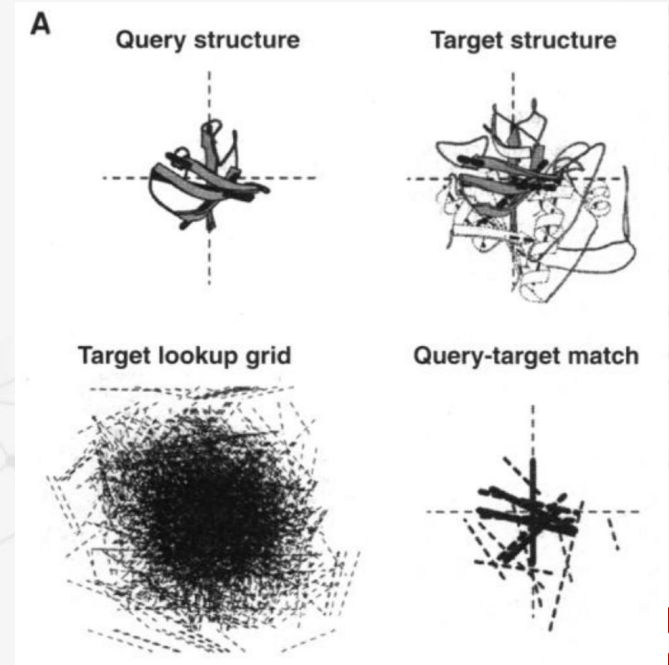 A
Query structure
Target structure
Target lookup grid
Query-target match